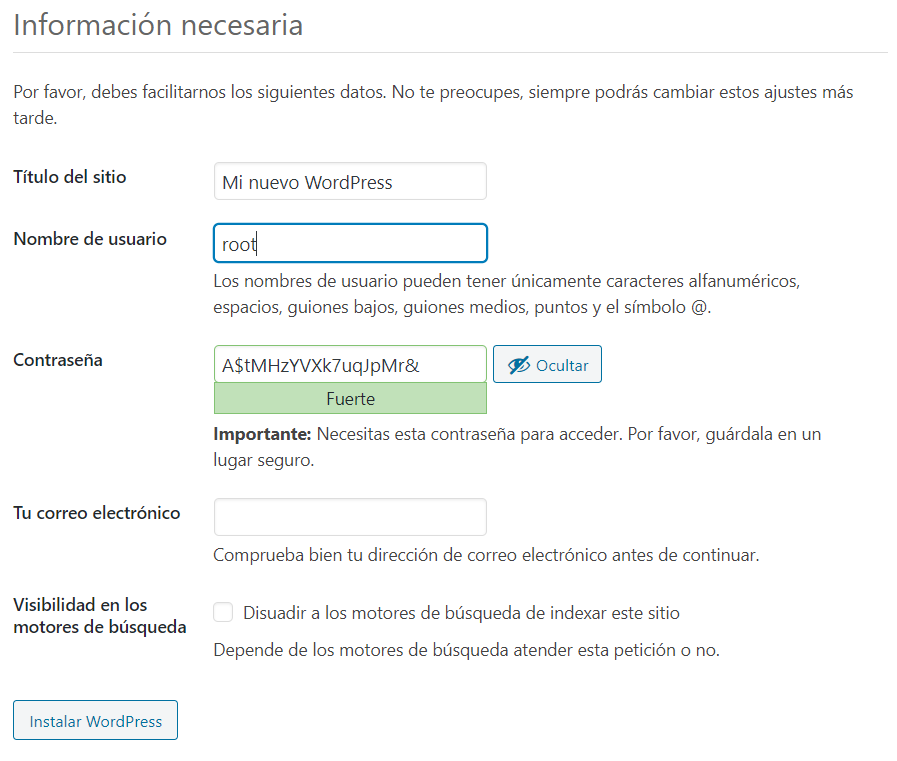 Información necesaria
Por favor, debes facilitarnos los siguientes datos. No te preocupes, siempre podrás cambiar estos ajustes más
tarde.
Título del sitio
Mi nuevo WordPress
Nombre de usuario
root
Los nombres de usuario pueden tener únicamente caracteres alfanuméricos,
espacios, guiones bajos, guiones medios, puntos y el símbolo @.
Contraseña
A$tMHzYVXk7uqJpMr&
Ocultar
Fuerte
Importante: Necesitas esta contraseña para acceder. Por favor, guárdala en un
lugar seguro.
Tu correo electrónico
Comprueba bien tu dirección de correo electrónico antes de continuar.
Visibilidad en los
motores de búsqueda
Disuadir a los motores de búsqueda de indexar este sitio
Depende de los motores de búsqueda atender esta petición o no.
Instalar WordPress